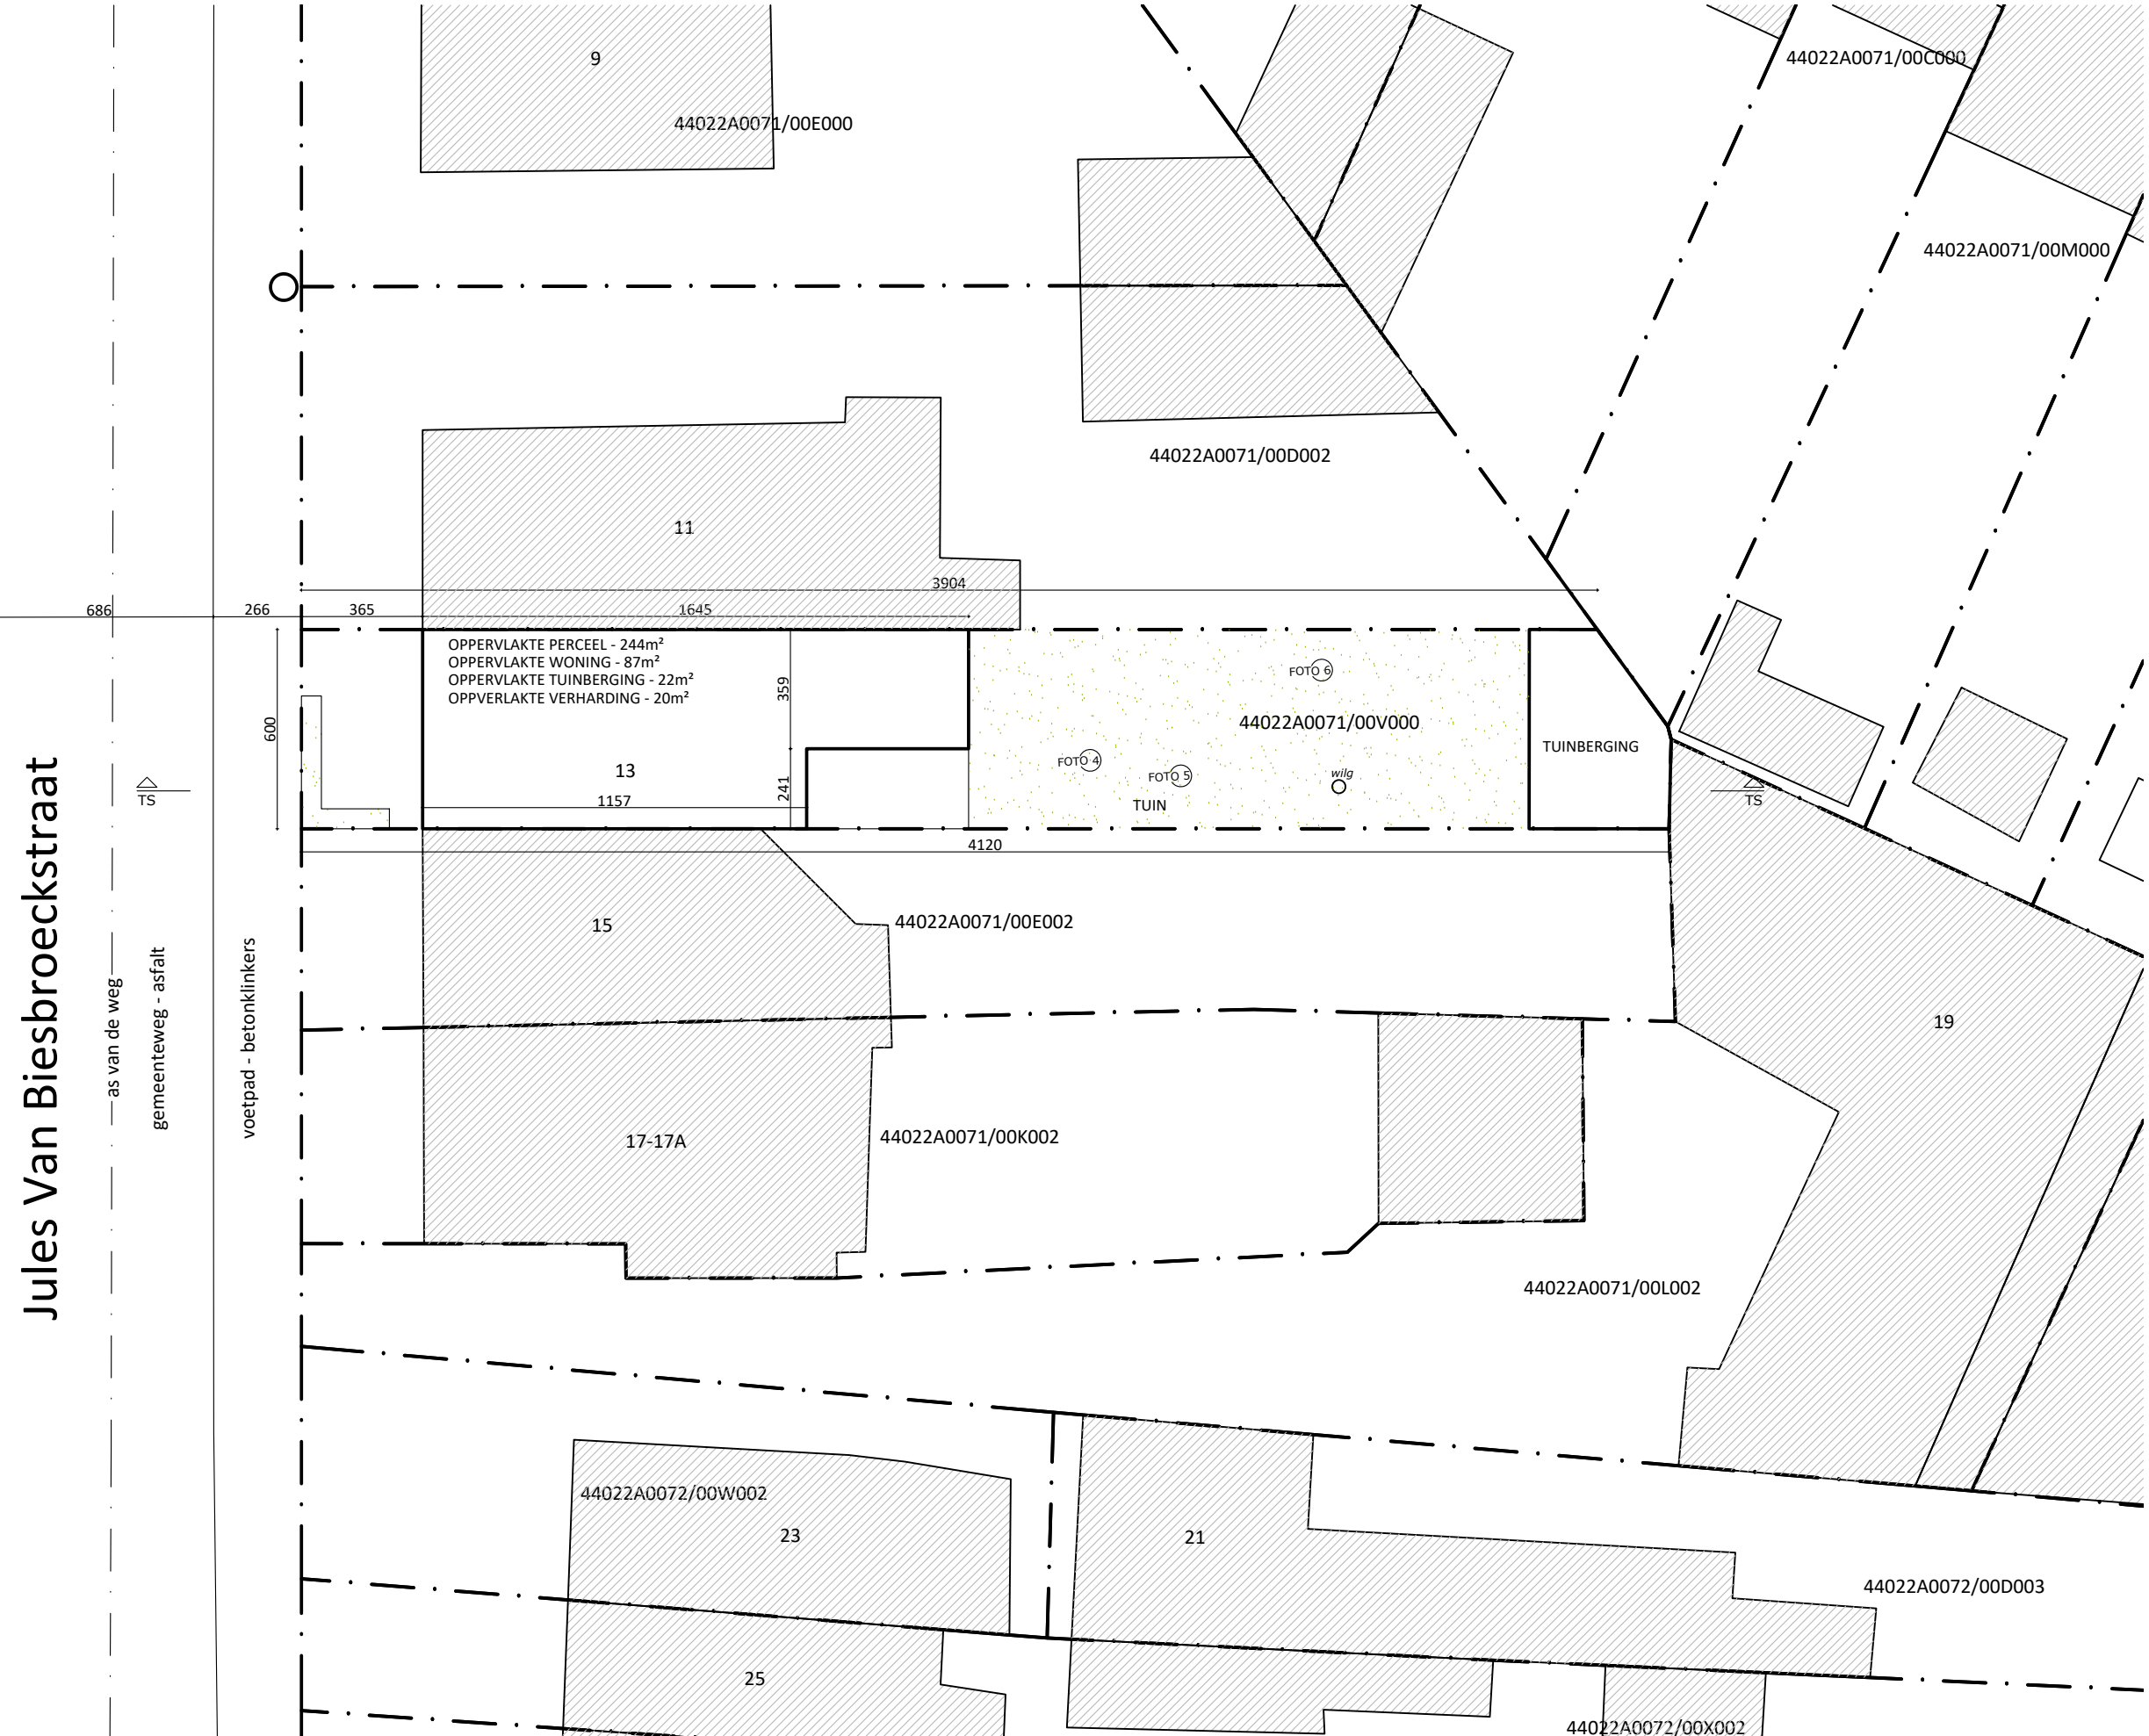 9
44022A0071/00C000
44022A0071/00E000
44022A0071/00M000
44022A0071/00D002
11
3904
686
266
365
1645
OPPERVLAKTE PERCEEL - 244m²
OPPERVLAKTE WONING - 87m²
OPPERVLAKTE TUINBERGING - 22m²
OPPVERLAKTE VERHARDING - 20m²
359
600
241
FOTO 6
44022A0071/00V000
TUINBERGING
FOTO 4
FOTO 5
wilg
13
1157
TUIN
TS
TS
4120
15
44022A0071/00E002
Jules Van Biesbroeckstraat
as van de weg
gemeenteweg - asfalt
voetpad - betonklinkers
19
17-17A
44022A0071/00K002
44022A0071/00L002
44022A0072/00W002
23
21
44022A0072/00D003
25
44022A0072/00X002